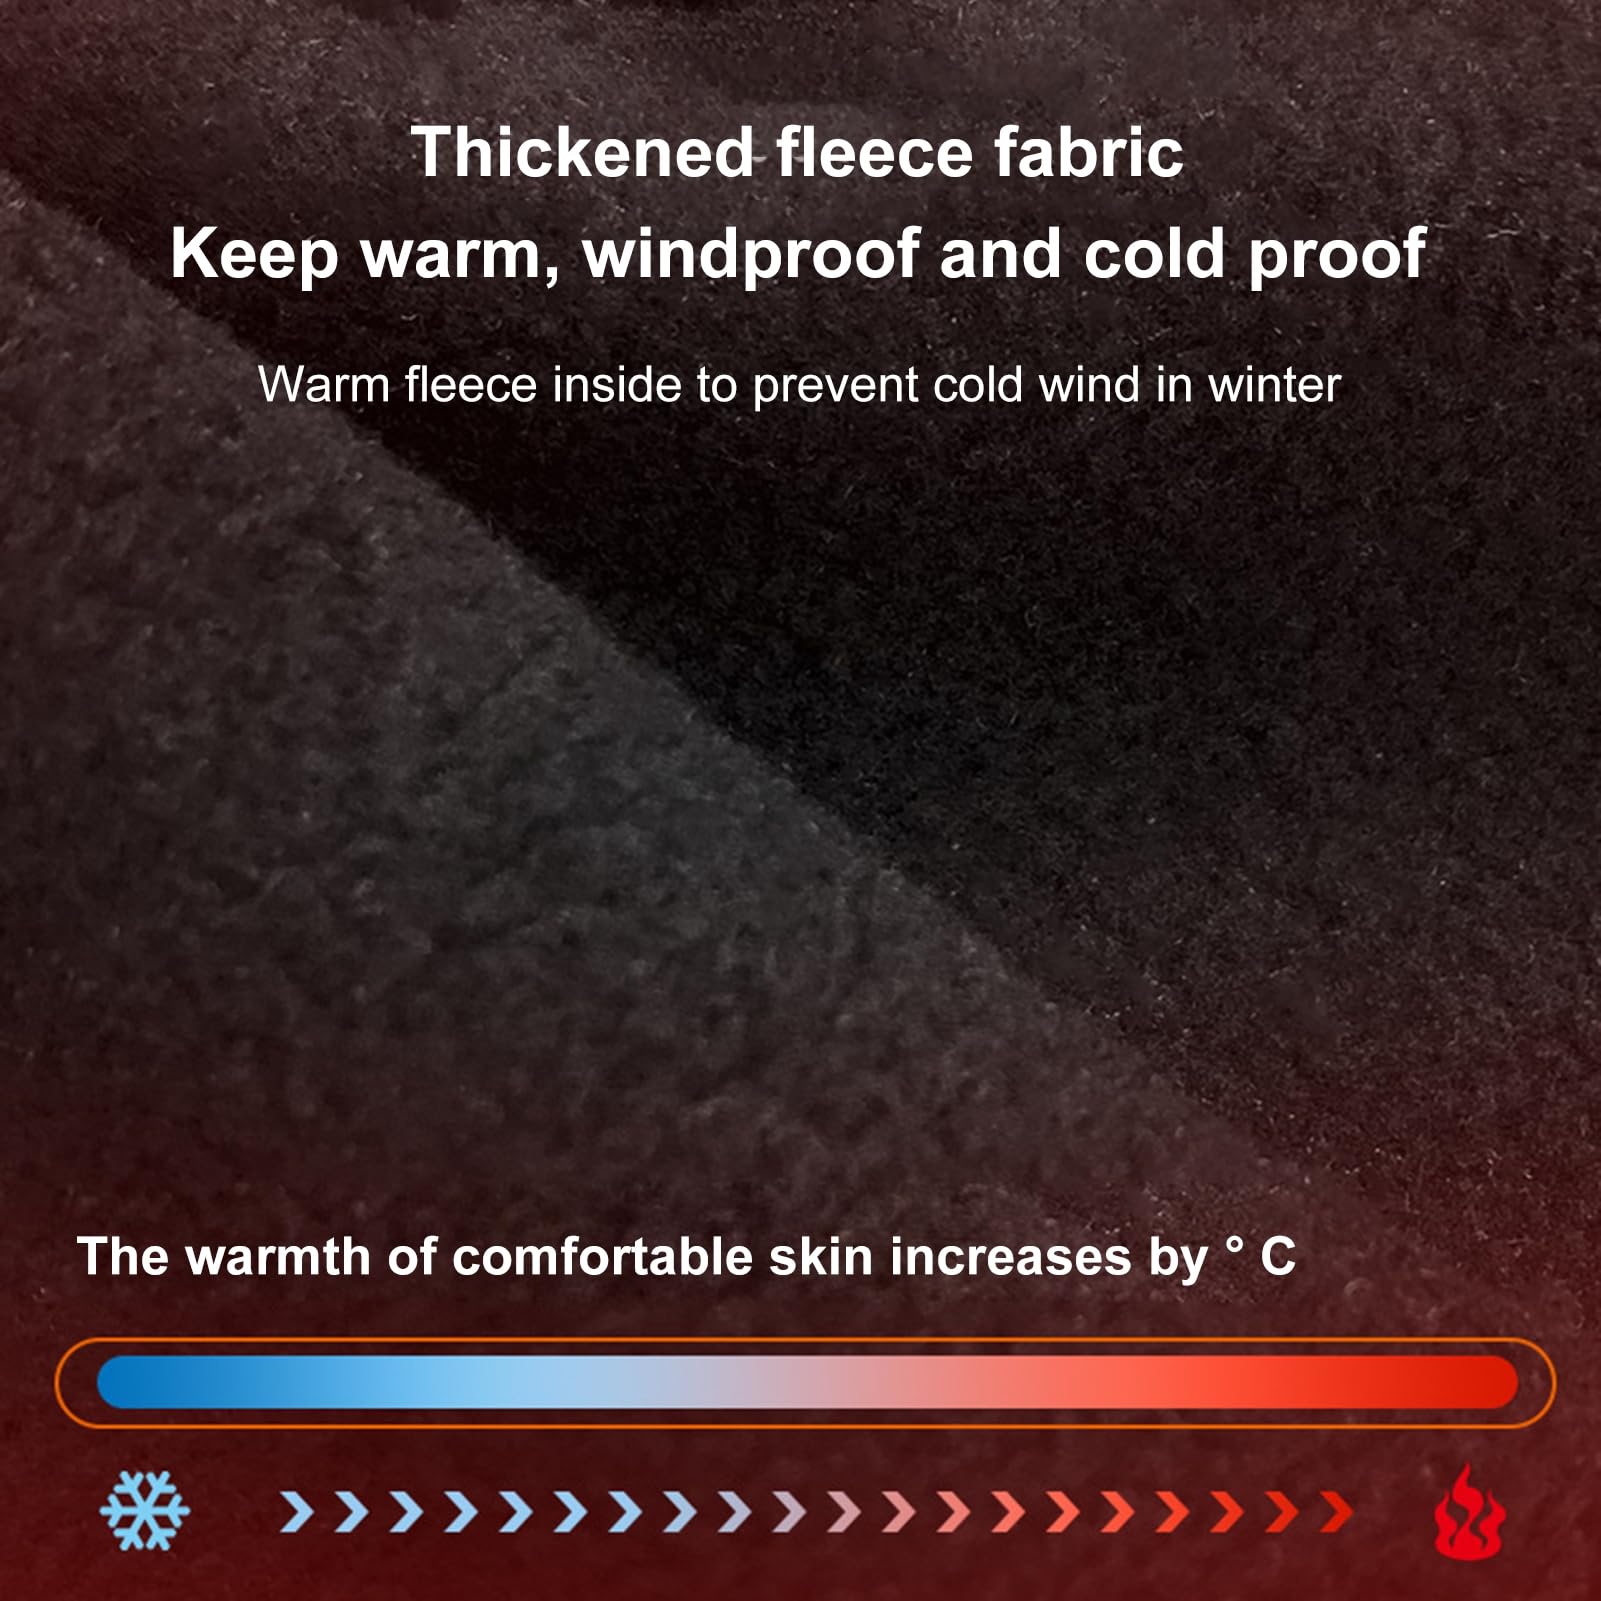 Thickened fleece fabric
Keep warm, windproof and cold proof
Warm fleece inside to prevent cold wind in winter
The warmth of comfortable skin increases by ° C